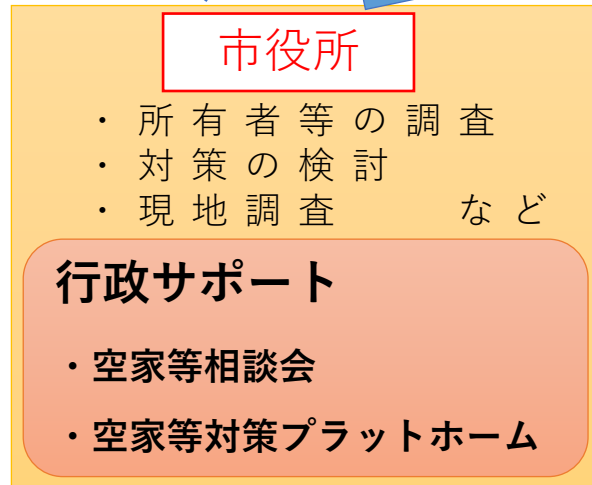 市役所
・所有者等の調査
・対策の検討
・現地調査　など
行政サポート
・空家等相談会
・空家等対策プラットホーム